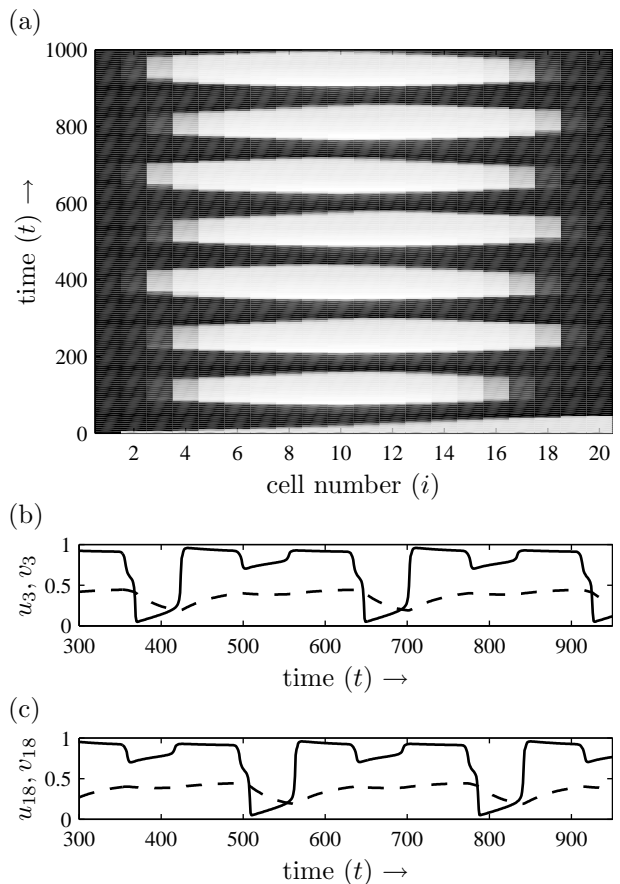 (a)
1000
800
600
400
200
0
time (t) →
2 4 6 8 10 12 14 16 18 20
cell number (i)
(b)
1
0.5
0
u₃, v₃
300 400 500 600 700 800 900
time (t) →
(c)
1
0.5
0
u₁₈, v₁₈
300 400 500 600 700 800 900
time (t) →